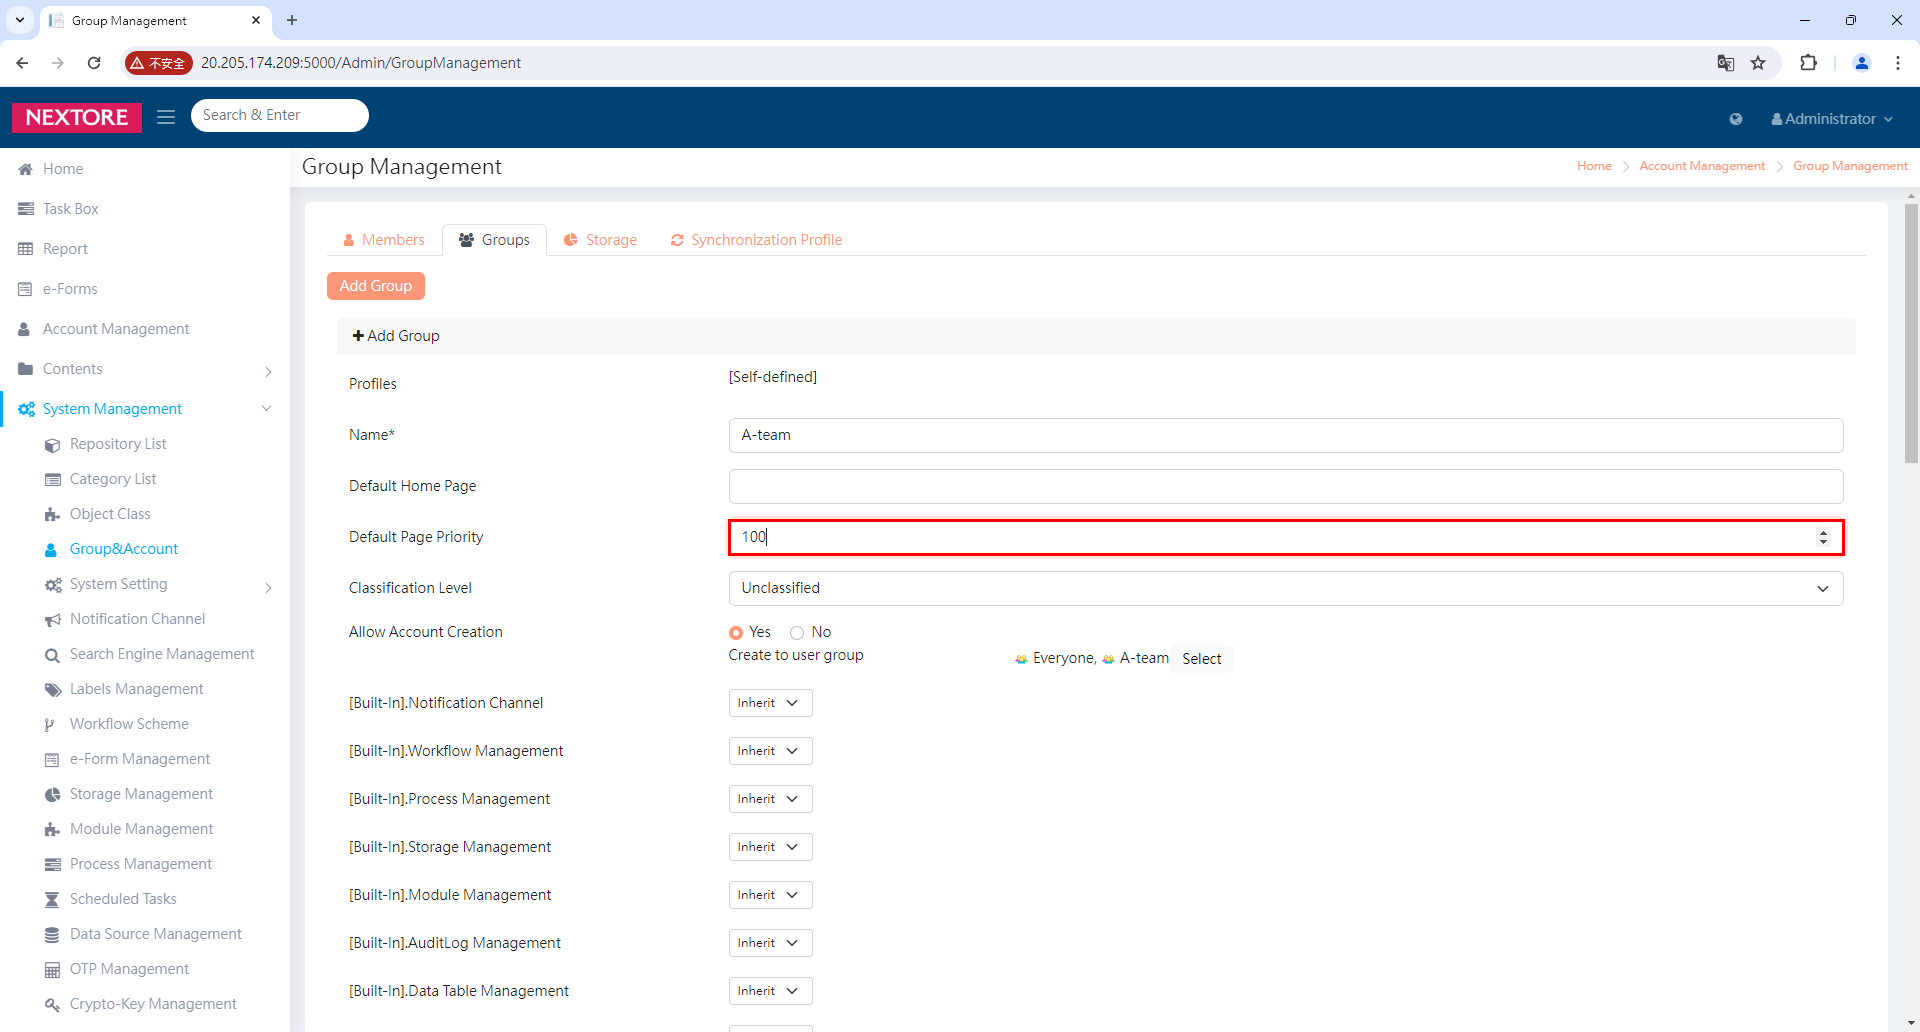 Group Management
不安全
20.205.174.209:5000/Admin/GroupManagement
NEXTORE
Search & Enter
Administrator
Home
Task Box
Report
e-Forms
Account Management
Contents
System Management
Repository List
Category List
Object Class
Group&Account
System Setting
Notification Channel
Search Engine Management
Labels Management
Workflow Scheme
e-Form Management
Storage Management
Module Management
Process Management
Scheduled Tasks
Data Source Management
OTP Management
Crypto-Key Management
Group Management
Home > Account Management > Group Management
Members Groups Storage Synchronization Profile
Add Group
Add Group
Profiles [Self-defined]
Name* A-team
Default Home Page
Default Page Priority 100
Classification Level Unclassified
Allow Account Creation Yes No
Create to user group Everyone, A-team Select
[Built-In].Notification Channel Inherit
[Built-In].Workflow Management Inherit
[Built-In].Process Management Inherit
[Built-In].Storage Management Inherit
[Built-In].Module Management Inherit
[Built-In].AuditLog Management Inherit
[Built-In].Data Table Management Inherit